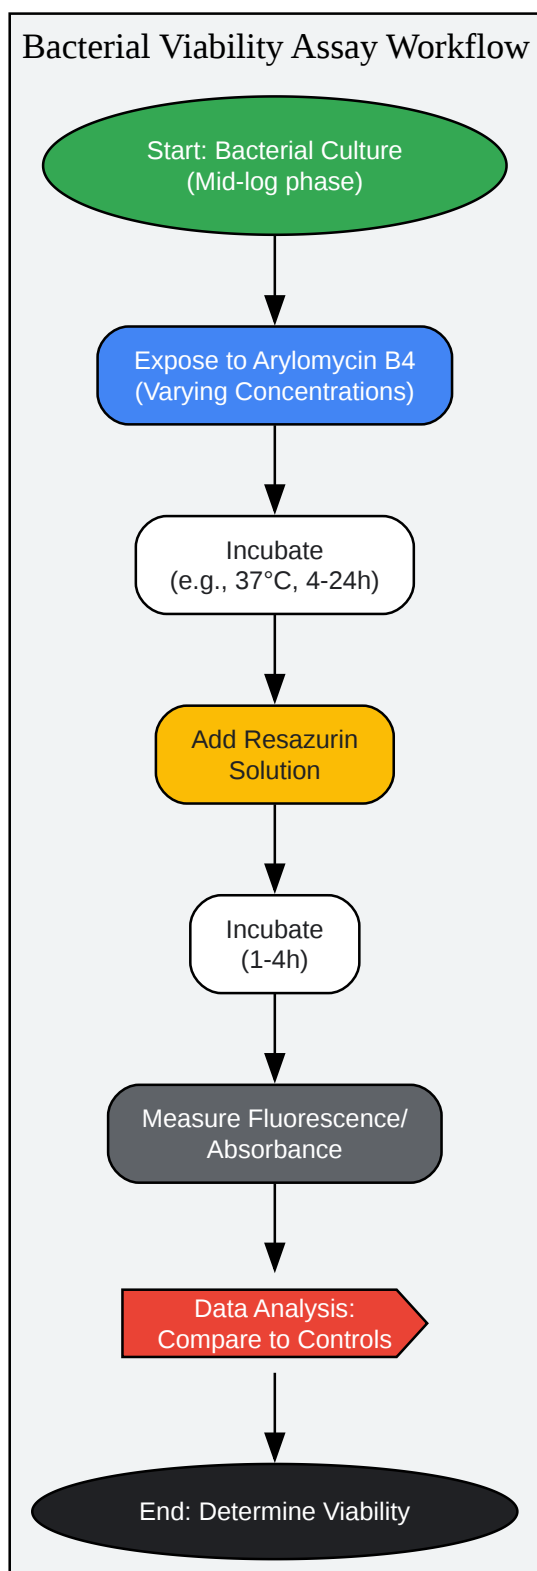 Bacterial Viability Assay Workflow
Start: Bacterial Culture
(Mid-log phase)
Expose to Arylomycin B4
(Varying Concentrations)
Incubate
(e.g., 37°C, 4-24h)
Add Resazurin
Solution
Incubate
(1-4h)
Measure Fluorescence/
Absorbance
Data Analysis:
Compare to Controls
End: Determine Viability